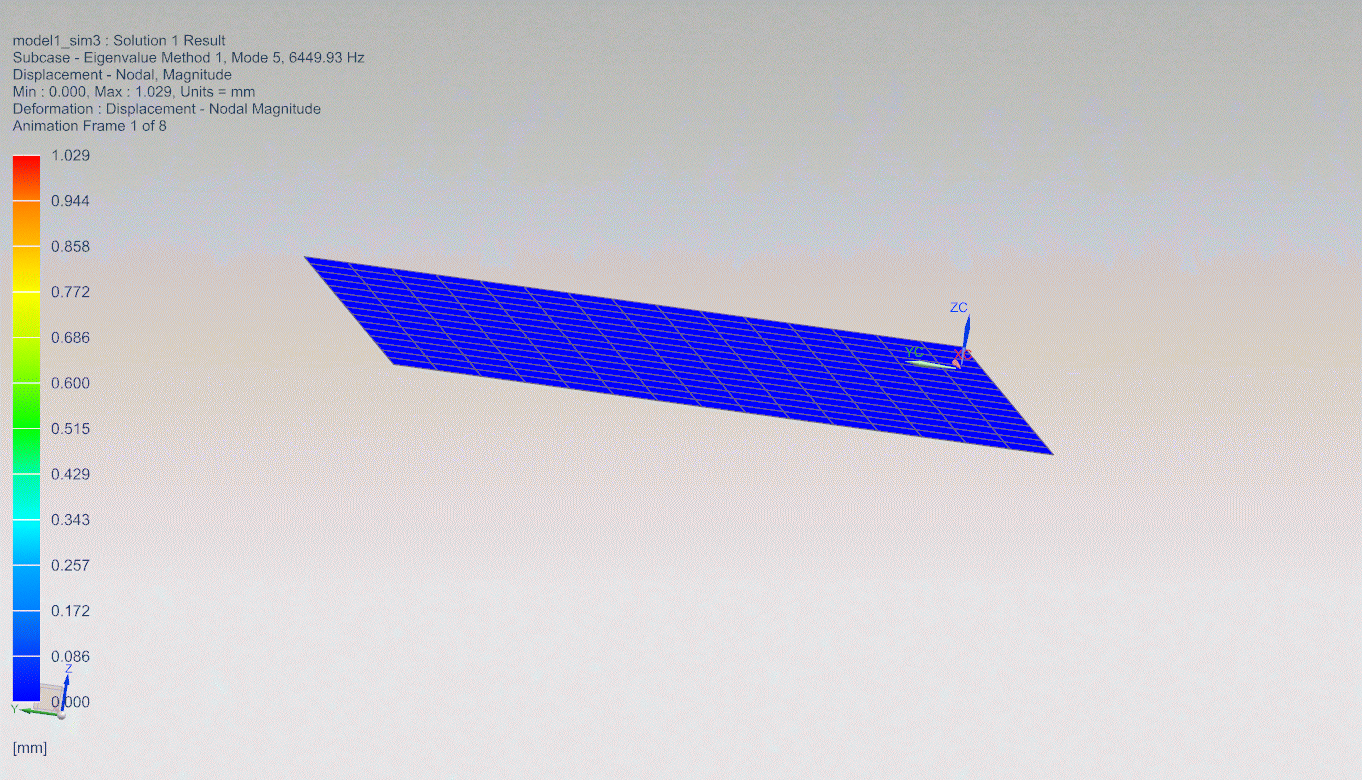 model1_sim3 : Solution 1 Result
Subcase - Eigenvalue Method 1, Mode 5, 6449.93 Hz
Displacement - Nodal, Magnitude
Min : 0.000, Max : 1.029, Units = mm
Deformation : Displacement - Nodal Magnitude
Animation Frame 1 of 8
1.029
0.944
0.858
0.772
0.686
0.600
0.515
0.429
0.343
0.257
0.172
0.086
0.000
[mm]
ZC
YC
XC
Z
Y